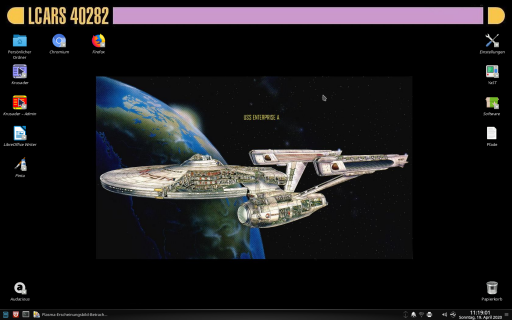 LCARS 40282
Persönlicher
Ordner
Chromium
Firefox
Einstellungen
Krusader
Krusader - Admin
Software
LibreOffice Writer
Pfade
Pinta
USS ENTERPRISE A
Audacious
Papierkorb
11:19:01
Sonntag, 19. April 2020